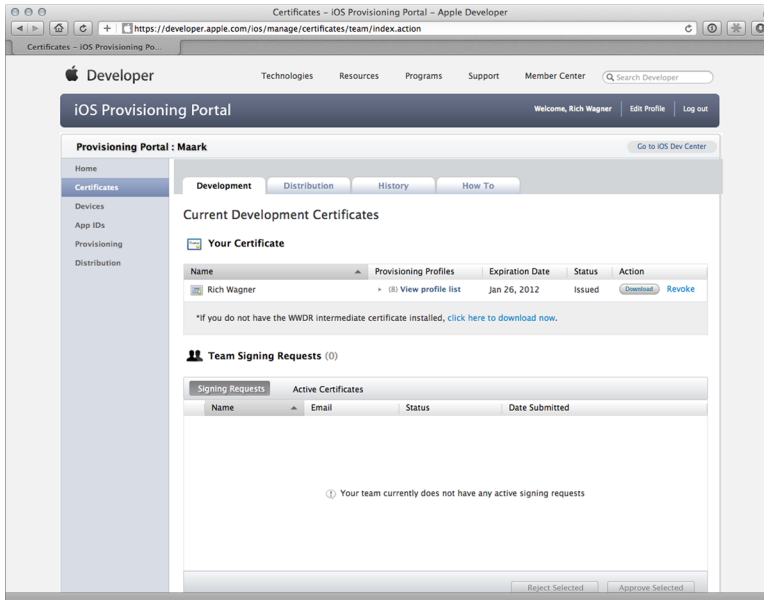 Certificates – iOS Provisioning Portal – Apple Developer
https://developer.apple.com/ios/manage/certificates/team/index.action
Certificates – iOS Provisioning Po...
Developer
Technologies Resources Programs Support Member Center Search Developer
iOS Provisioning Portal
Welcome, Rich Wagner Edit Profile Log out
Provisioning Portal : Maark
Go to iOS Dev Center
Home
Certificates
Devices
App IDs
Provisioning
Distribution
Development Distribution History How To
Current Development Certificates
Your Certificate
Name Provisioning Profiles Expiration Date Status Action
Rich Wagner (8) View profile list Jan 26, 2012 Issued Download Revoke
*If you do not have the WWDR intermediate certificate installed, click here to download now.
Team Signing Requests (0)
Signing Requests Active Certificates
Name Email Status Date Submitted
Your team currently does not have any active signing requests
Reject Selected Approve Selected